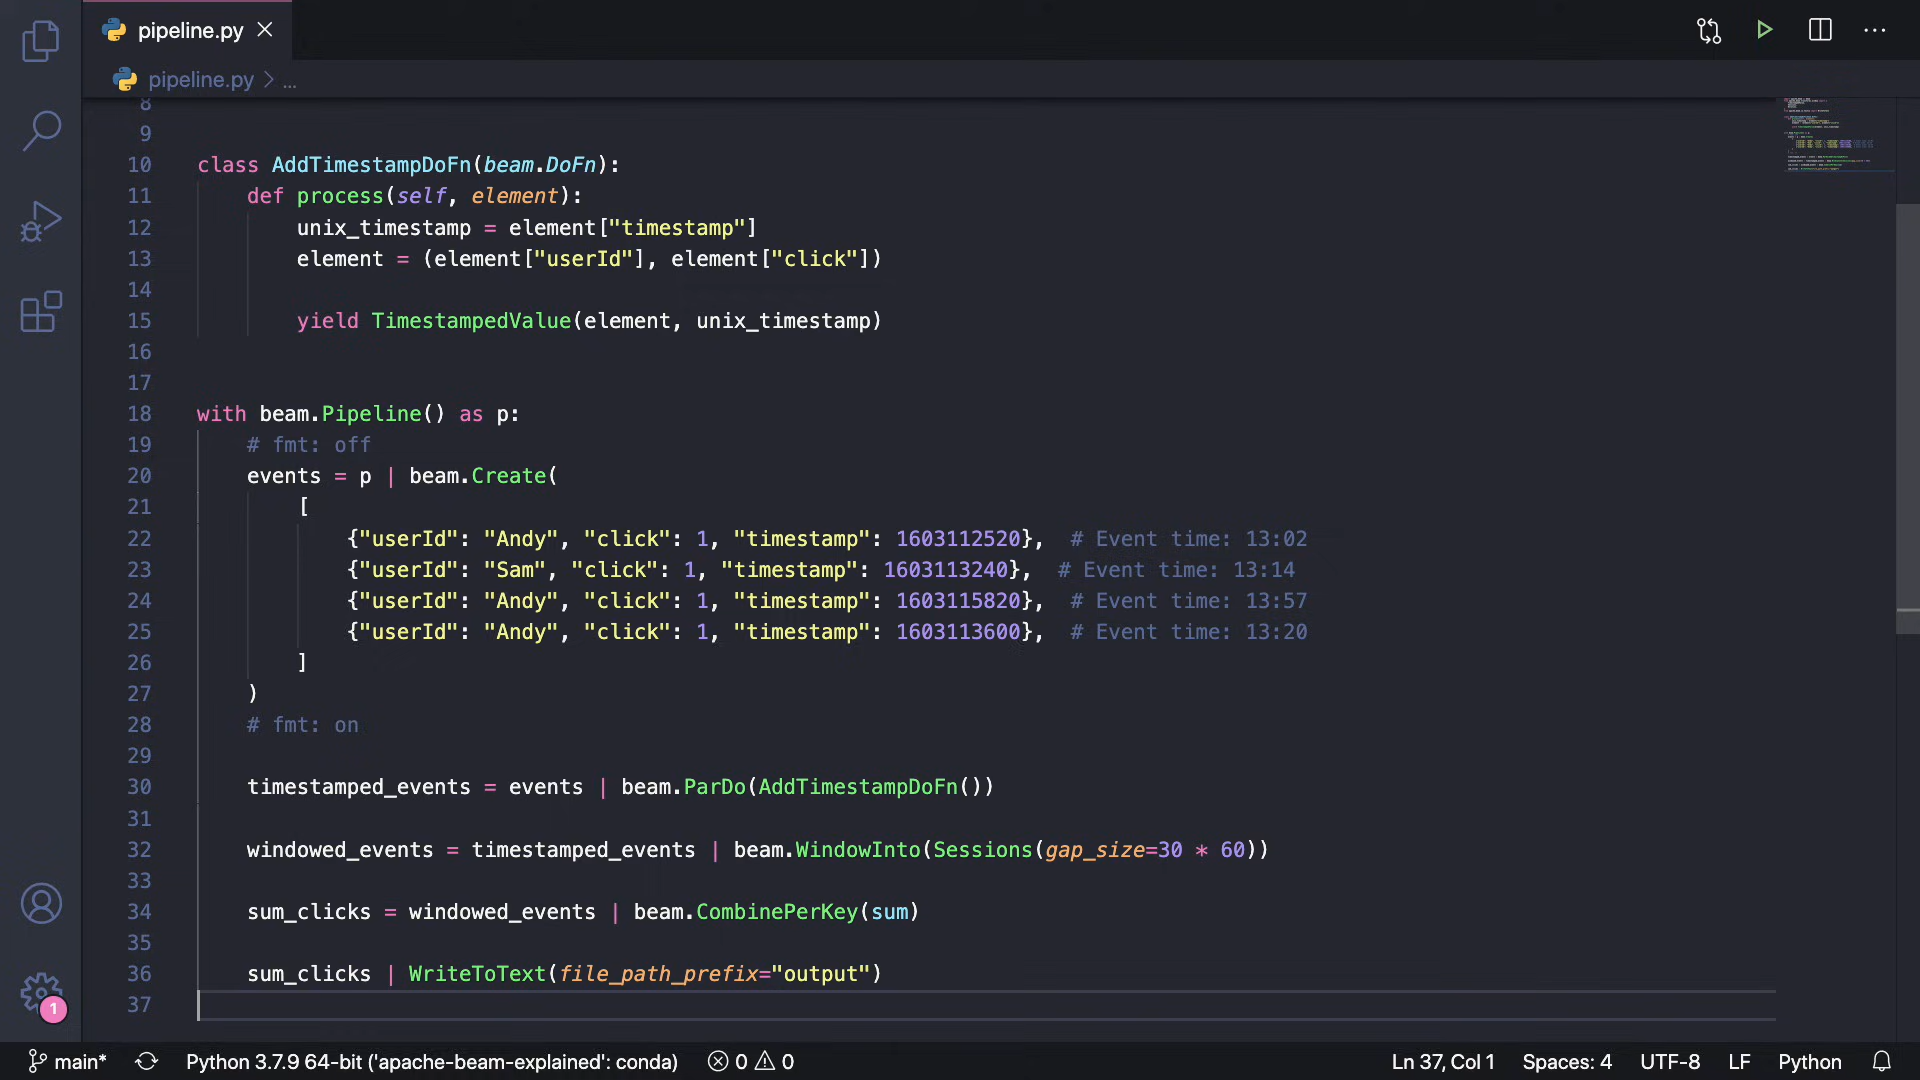 pipeline.py
pipeline.py > ...
8
9
10 class AddTimestampDoFn(beam.DoFn):
11 def process(self, element):
12 unix_timestamp = element["timestamp"]
13 element = (element["userId"], element["click"])
14
15 yield TimestampedValue(element, unix_timestamp)
16
17
18 with beam.Pipeline() as p:
19 # fmt: off
20 events = p | beam.Create(
21 [
22 {"userId": "Andy", "click": 1, "timestamp": 1603112520}, # Event time: 13:02
23 {"userId": "Sam", "click": 1, "timestamp": 1603113240}, # Event time: 13:14
24 {"userId": "Andy", "click": 1, "timestamp": 1603115820}, # Event time: 13:57
25 {"userId": "Andy", "click": 1, "timestamp": 1603113600}, # Event time: 13:20
26 ]
27 )
28 # fmt: on
29
30 timestamped_events = events | beam.ParDo(AddTimestampDoFn())
31
32 windowed_events = timestamped_events | beam.WindowInto(Sessions(gap_size=30 * 60))
33
34 sum_clicks = windowed_events | beam.CombinePerKey(sum)
35
36 sum_clicks | WriteToText(file_path_prefix="output")
37
1
main* Python 3.7.9 64-bit ('apache-beam-explained': conda) 0 0 Ln 37, Col 1 Spaces: 4 UTF-8 LF Python